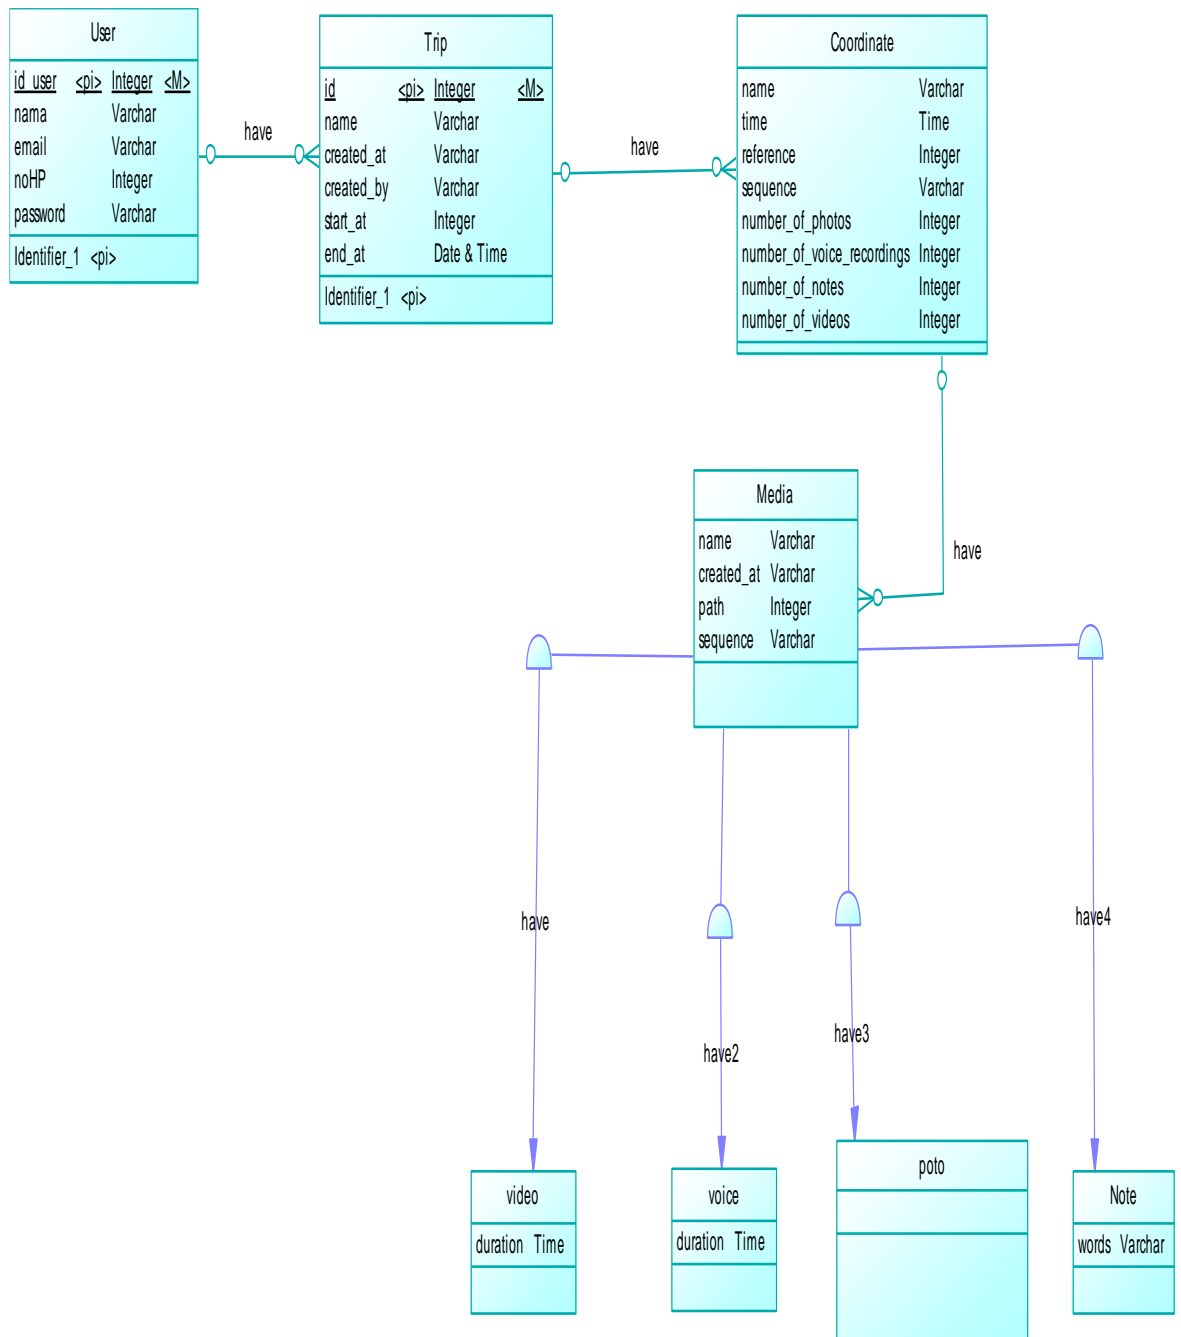 User
id_user <pi> Integer <M>
nama Varchar
email Varchar
noHP Integer
password Varchar
Identifier_1 <pi>
have
Trip
id <pi> Integer <M>
name Varchar
created_at Varchar
created_by Varchar
start_at Integer
end_at Date & Time
Identifier_1 <pi>
have
Coordinate
name Varchar
time Time
reference Integer
sequence Varchar
number_of_photos Integer
number_of_voice_recordings Integer
number_of_notes Integer
number_of_videos Integer
have
Media
name Varchar
created_at Varchar
path Integer
sequence Varchar
have
have2
have3
have4
video
duration Time
voice
duration Time
poto
Note
words Varchar